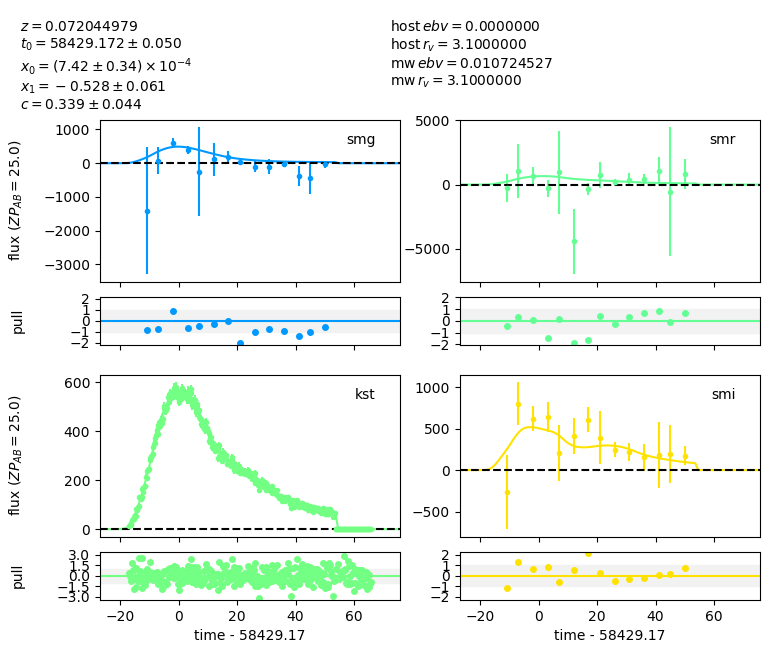 z = 0.072044979
t₀ = 58429.172 ± 0.050
x₀ = (7.42 ± 0.34) × 10⁻⁴
x₁ = −0.528 ± 0.061
c = 0.339 ± 0.044
host ebv = 0.0000000
host r_v = 3.1000000
mw ebv = 0.010724527
mw r_v = 3.1000000
flux (ZP_AB = 25.0)
1000
0
−1000
−2000
−3000
smg
5000
0
−5000
smr
pull
2
1
0
−1
−2
2
1
0
−1
−2
flux (ZP_AB = 25.0)
600
400
200
0
kst
1000
500
0
−500
smi
pull
3.0
1.5
0.0
−1.5
−3.0
2
1
0
−1
−2
−20 0 20 40 60
−20 0 20 40 60
time - 58429.17
time - 58429.17